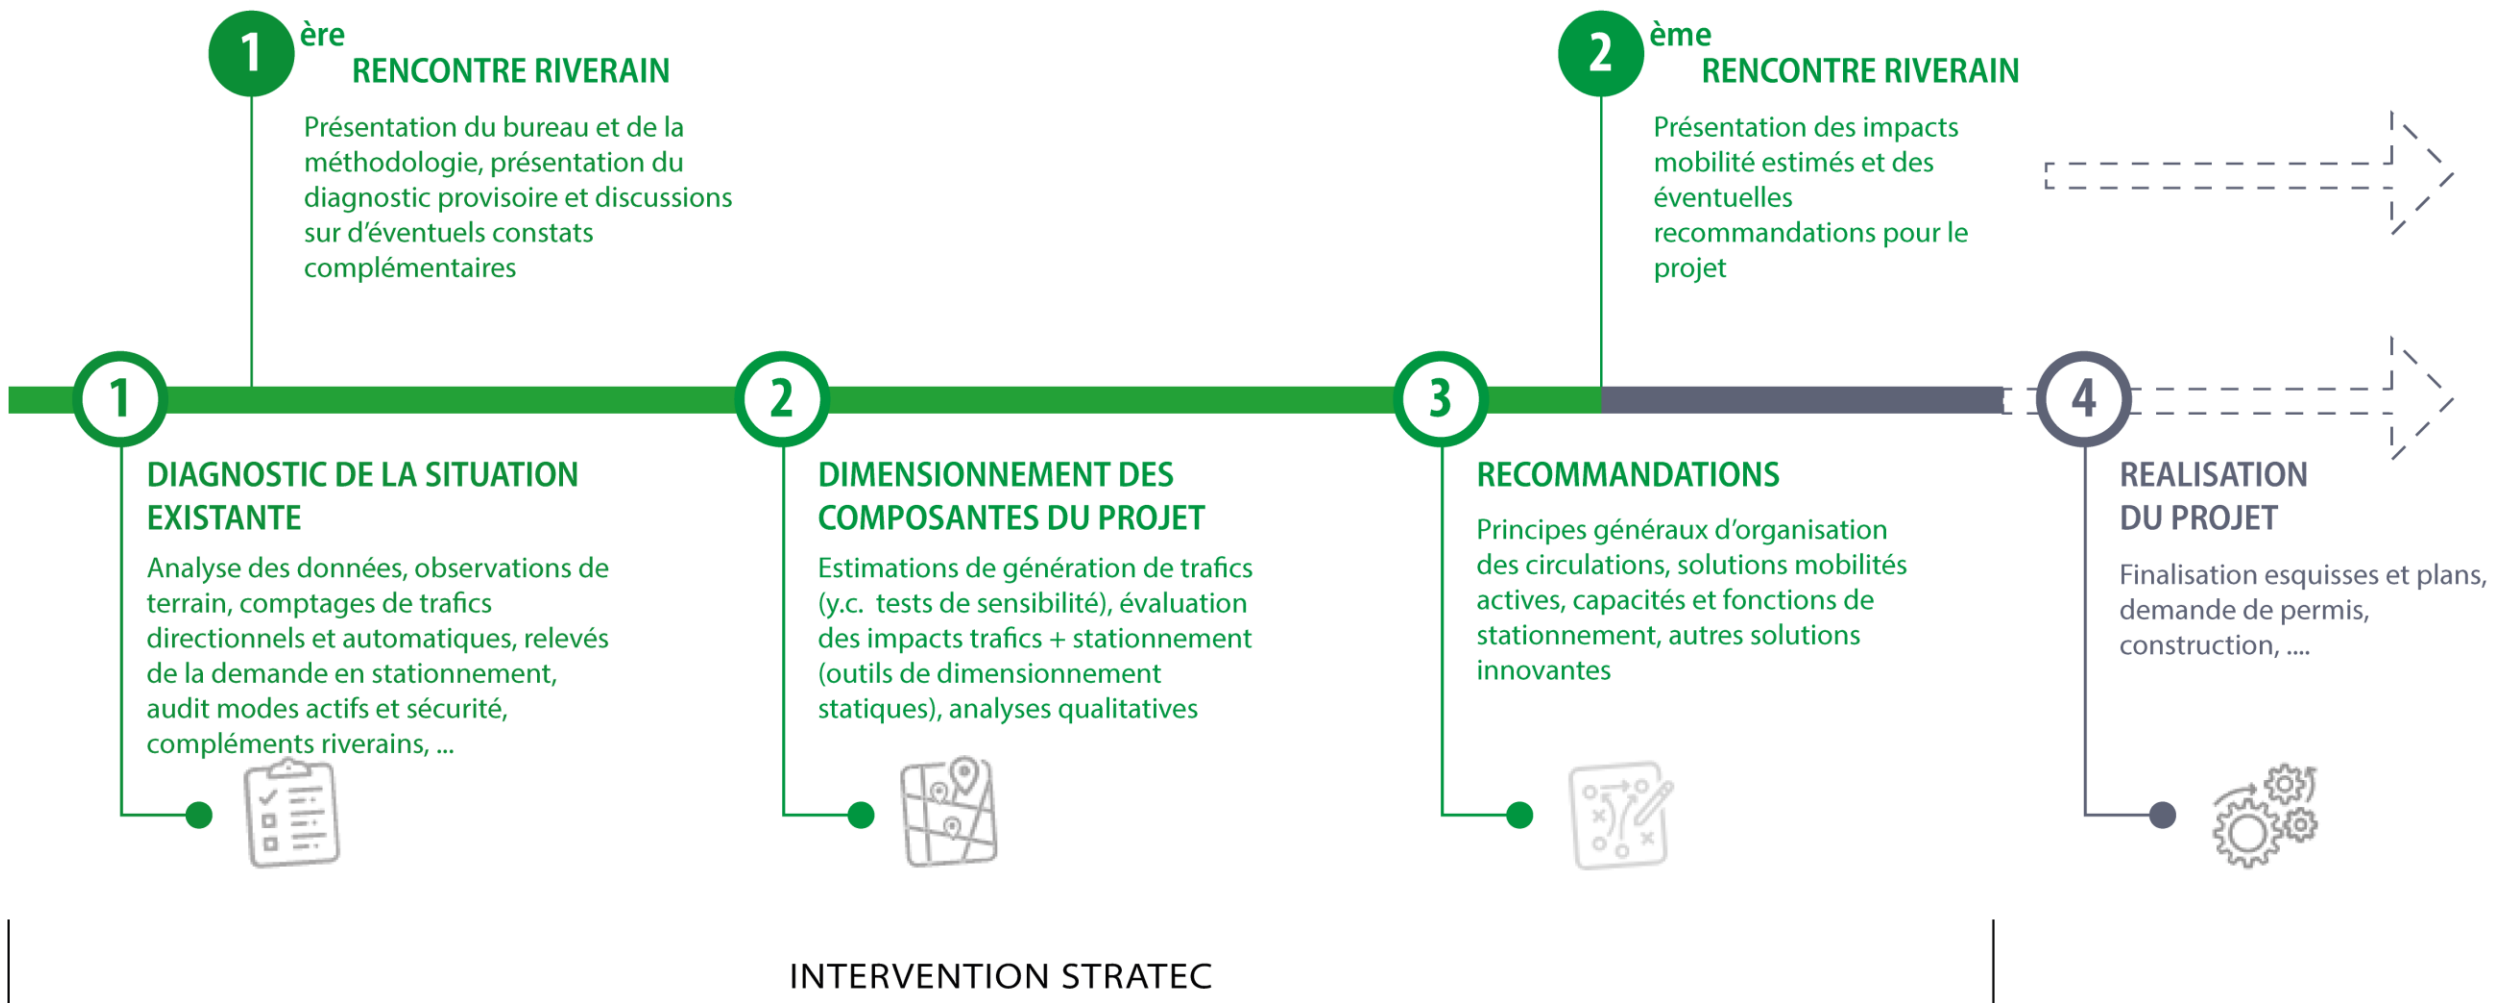 1 ère
RENCONTRE RIVERAIN
Présentation du bureau et de la
méthodologie, présentation du
diagnostic provisoire et discussions
sur d’éventuels constats
complémentaires
2 ème
RENCONTRE RIVERAIN
Présentation des impacts
mobilité estimés et des
éventuelles
recommandations pour le
projet
1
DIAGNOSTIC DE LA SITUATION
EXISTANTE
Analyse des données, observations de
terrain, comptages de trafics
directionnels et automatiques, relevés
de la demande en stationnement,
audit modes actifs et sécurité,
compléments riverains, ...
2
DIMENSIONNEMENT DES
COMPOSANTES DU PROJET
Estimations de génération de trafics
(y.c. tests de sensibilité), évaluation
des impacts trafics + stationnement
(outils de dimensionnement
statiques), analyses qualitatives
3
RECOMMANDATIONS
Principes généraux d’organisation
des circulations, solutions mobilités
actives, capacités et fonctions de
stationnement, autres solutions
innovantes
4
REALISATION
DU PROJET
Finalisation esquisses et plans,
demande de permis,
construction, ....
INTERVENTION STRATEC